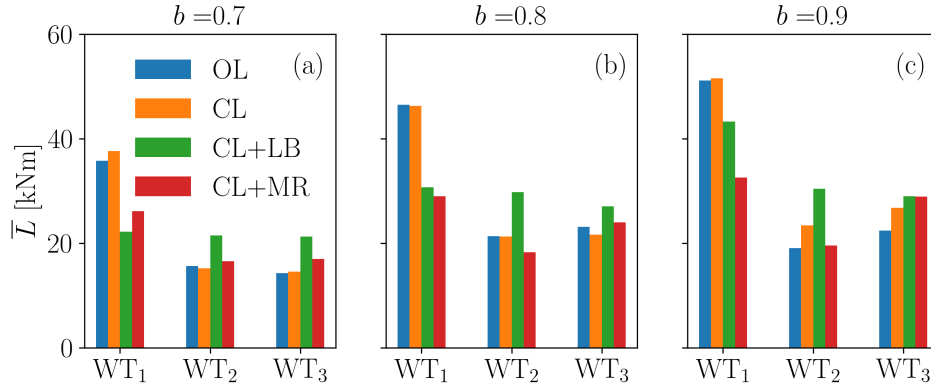 b =0.7
b =0.8
b =0.9
L̅ [kNm]
60
40
20
0
(a)
(b)
(c)
OL
CL
CL+LB
CL+MR
WT₁ WT₂ WT₃
WT₁ WT₂ WT₃
WT₁ WT₂ WT₃